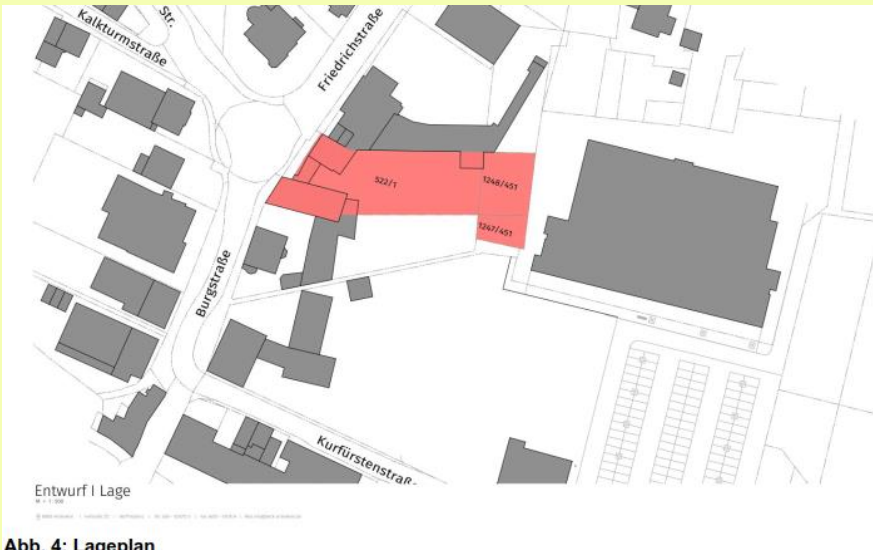 Str.
Kalkturmstraße
Friedrichstraße
522/1
1248/451
1247/451
Burgstraße
Kurfürstenstraße
Entwurf I Lage
Abb. 4: Lageplan